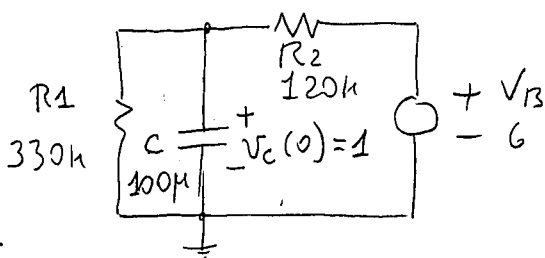 R1
330k
C
100μ
+
-
Vc(0)=1
R2
120k
+
-
VB
6